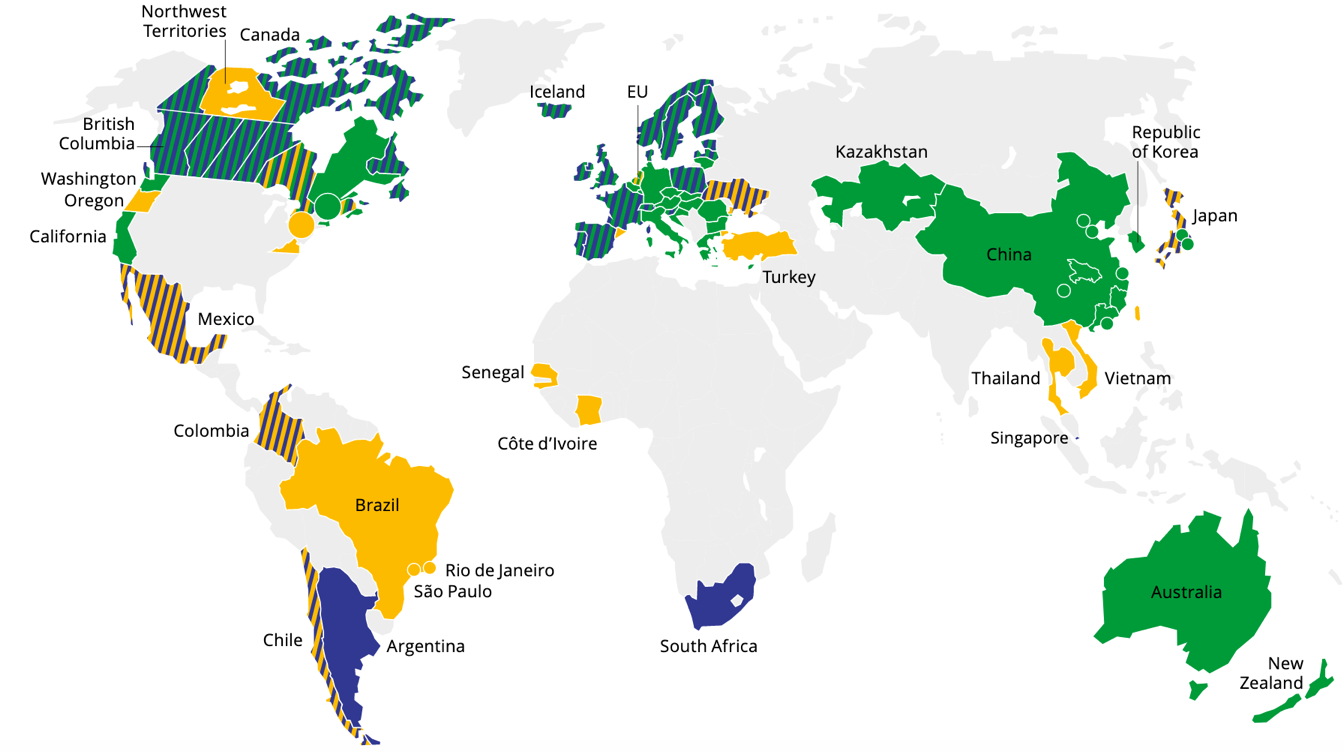 Northwest
Territories
Canada
Iceland
EU
British
Columbia
Republic
of Korea
Kazakhstan
Washington
Oregon
Japan
California
China
Turkey
Mexico
Senegal
Thailand
Vietnam
Colombia
Côte d’Ivoire
Singapore
Brazil
Rio de Janeiro
São Paulo
Australia
Chile
Argentina
South Africa
New
Zealand